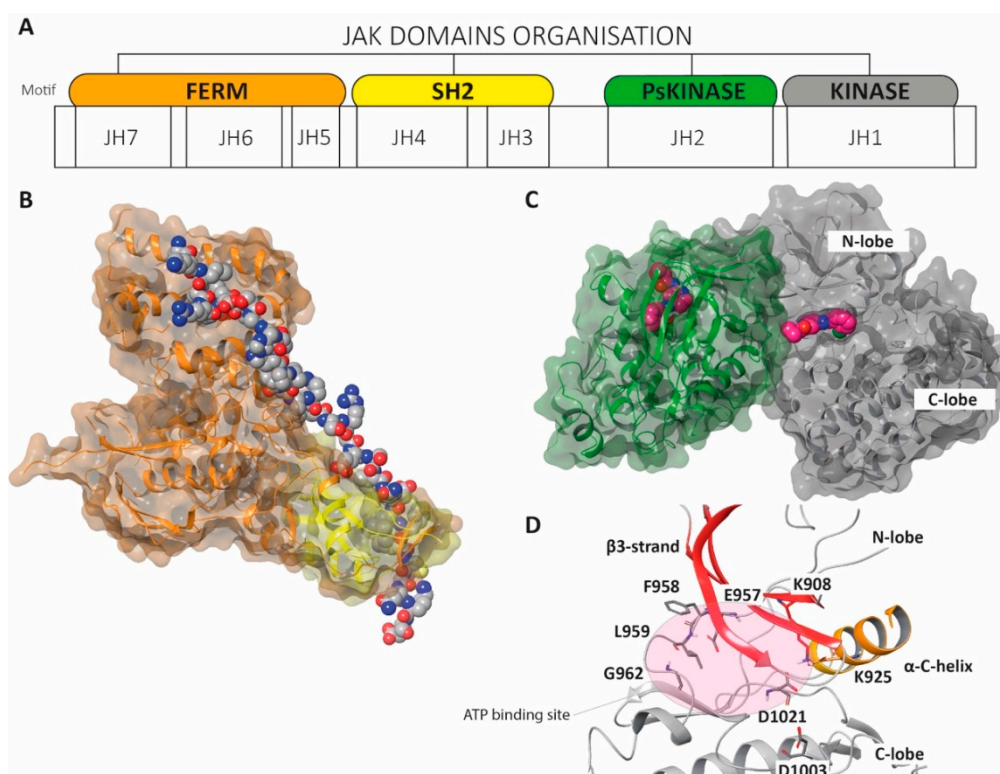 A
JAK DOMAINS ORGANISATION
Motif
FERM
SH2
PsKINASE
KINASE
JH7
JH6
JH5
JH4
JH3
JH2
JH1
B
C
N-lobe
C-lobe
D
β3-strand
N-lobe
F958
E957
K908
L959
G962
K925
α-C-helix
ATP binding site
D1021
C-lobe
D1003